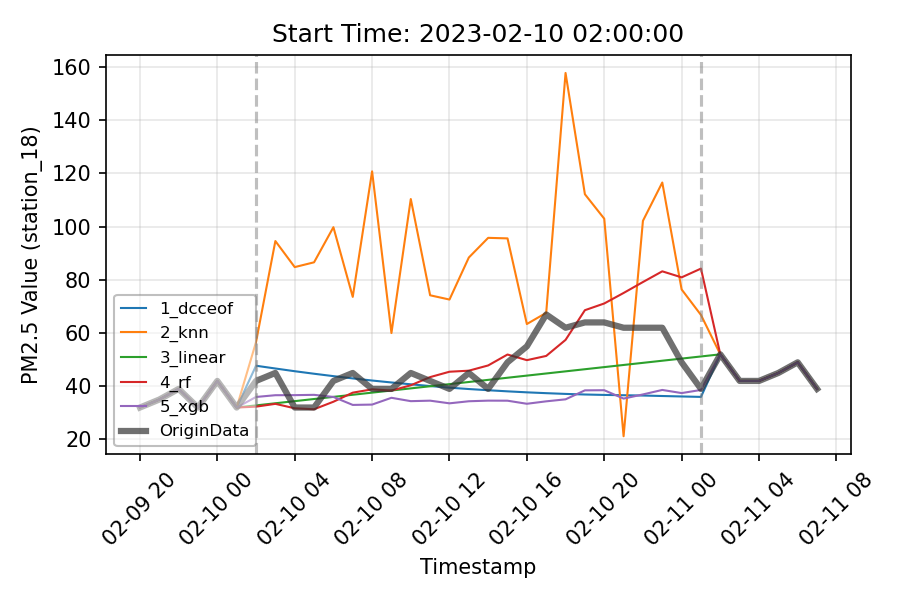 Start Time: 2023-02-10 02:00:00
PM2.5 Value (station_18)
160
140
120
100
80
60
40
20
1_dcceof
2_knn
3_linear
4_rf
5_xgb
OriginData
02-09 20
02-10 00
02-10 04
02-10 08
02-10 12
02-10 16
02-10 20
02-11 00
02-11 04
02-11 08
Timestamp